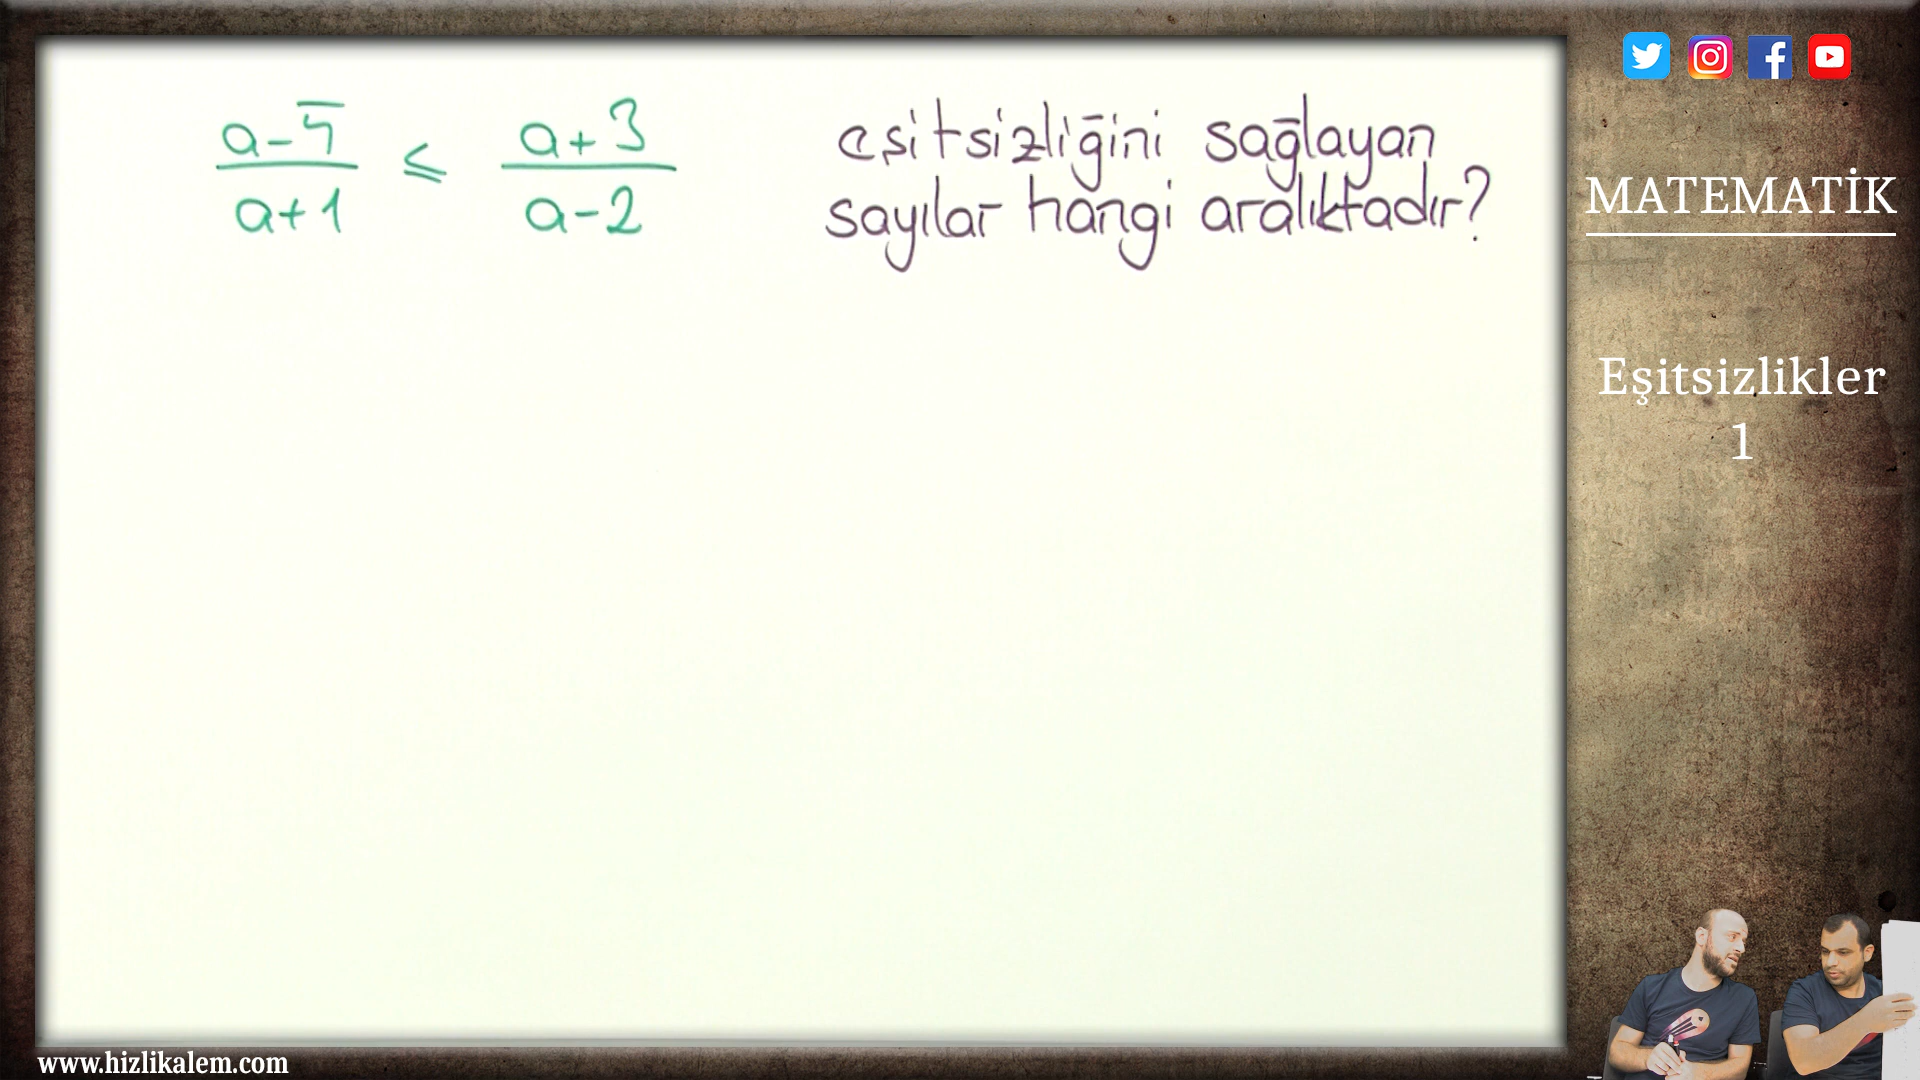 a-5/a+1 ≤ a+3/a-2 eşitsizliğini sağlayan
sayılar hangi aralıktadır?
MATEMATİK
Eşitsizlikler
1
www.hizlikalem.com